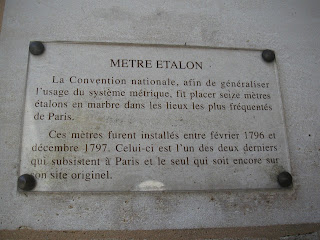 METRE ETALON
La Convention nationale, afin de généraliser
l'usage du système métrique, fit placer seize mètres
étalons en marbre dans les lieux les plus fréquentés
de Paris.
Ces mètres furent installés entre février 1796 et
décembre 1797. Celui-ci est l'un des deux derniers
qui subsistent à Paris et le seul qui soit encore sur
son site originel.